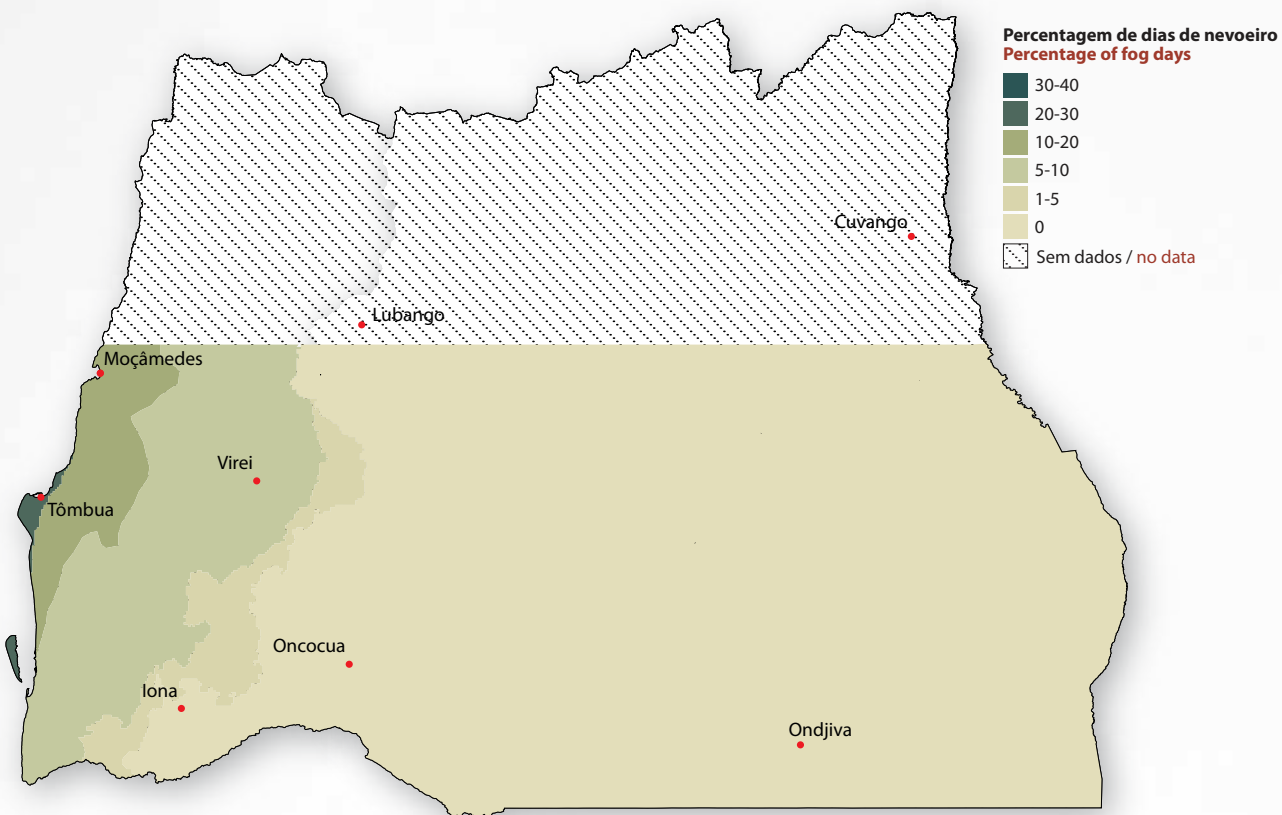 Percentagem de dias de nevoeiro
Percentage of fog days
30-40
20-30
10-20
5-10
1-5
0
Sem dados / no data
Cuvango
Lubango
Moçâmedes
Virei
Tômbua
Oncocua
Iona
Ondjiva